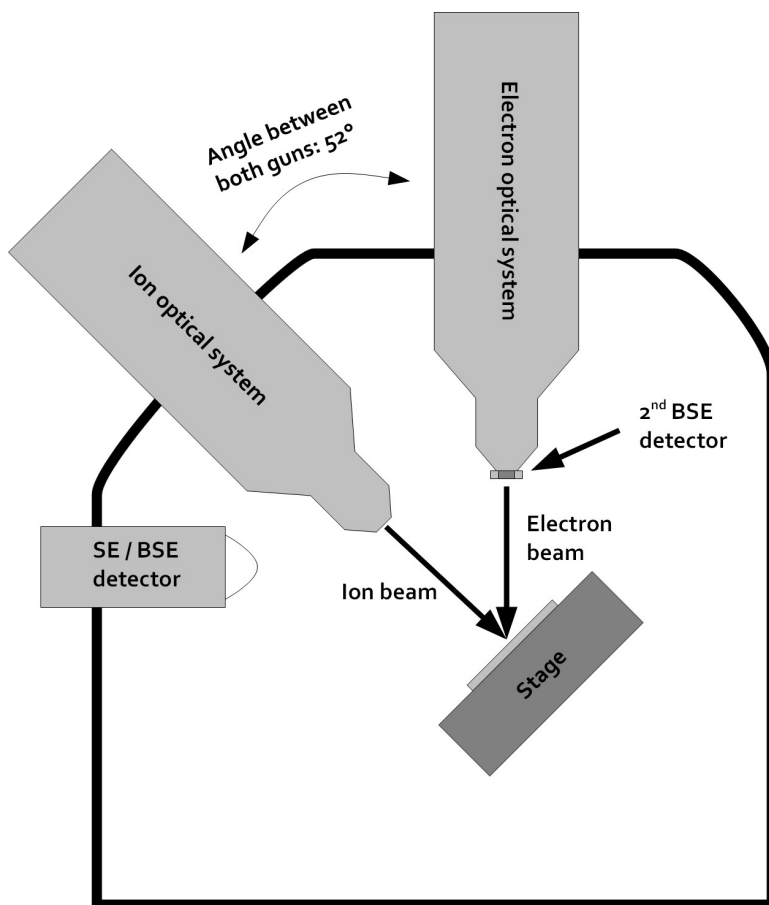 Angle between
both guns: 52°
Electron optical system
Ion optical system
2nd BSE
detector
SE / BSE
detector
Electron
beam
Ion beam
Stage